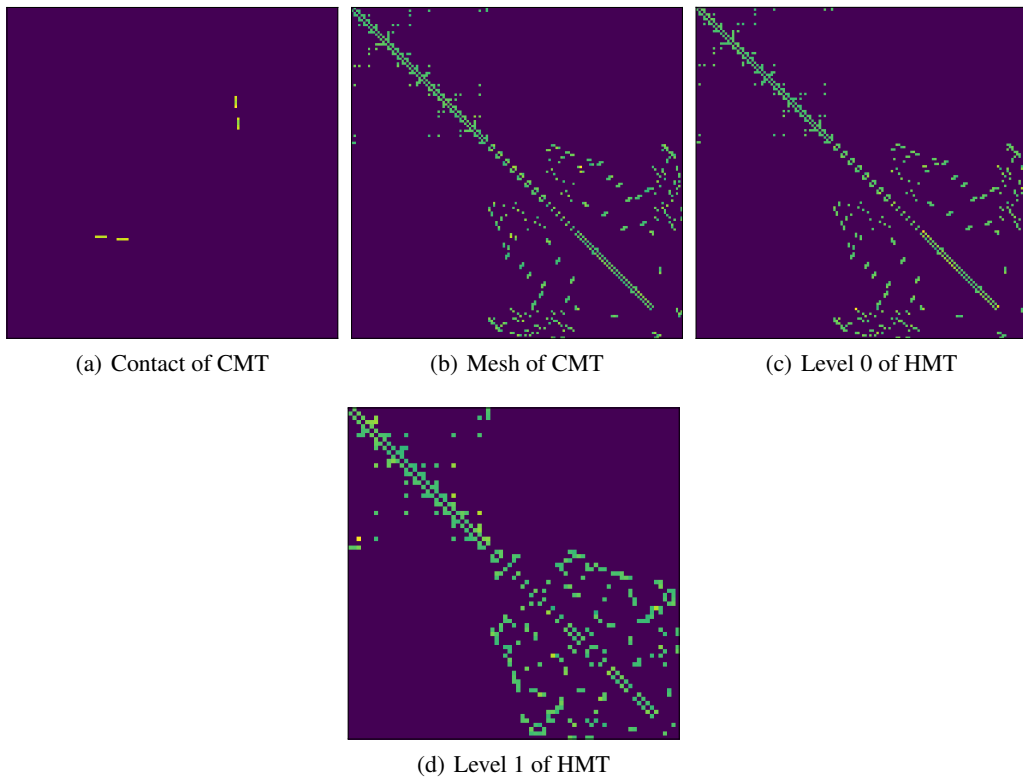 (a) Contact of CMT
(b) Mesh of CMT
(c) Level 0 of HMT
(d) Level 1 of HMT